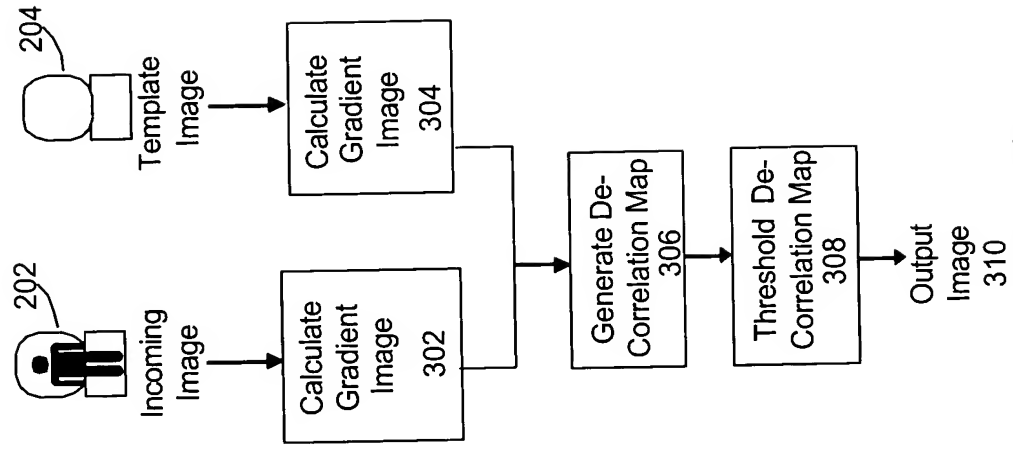 202
Incoming
Image
Calculate
Gradient
Image
302
204
Template
Image
Calculate
Gradient
Image
304
Generate De-
Correlation Map
306
Threshold De-
Correlation Map
308
Output
Image
310